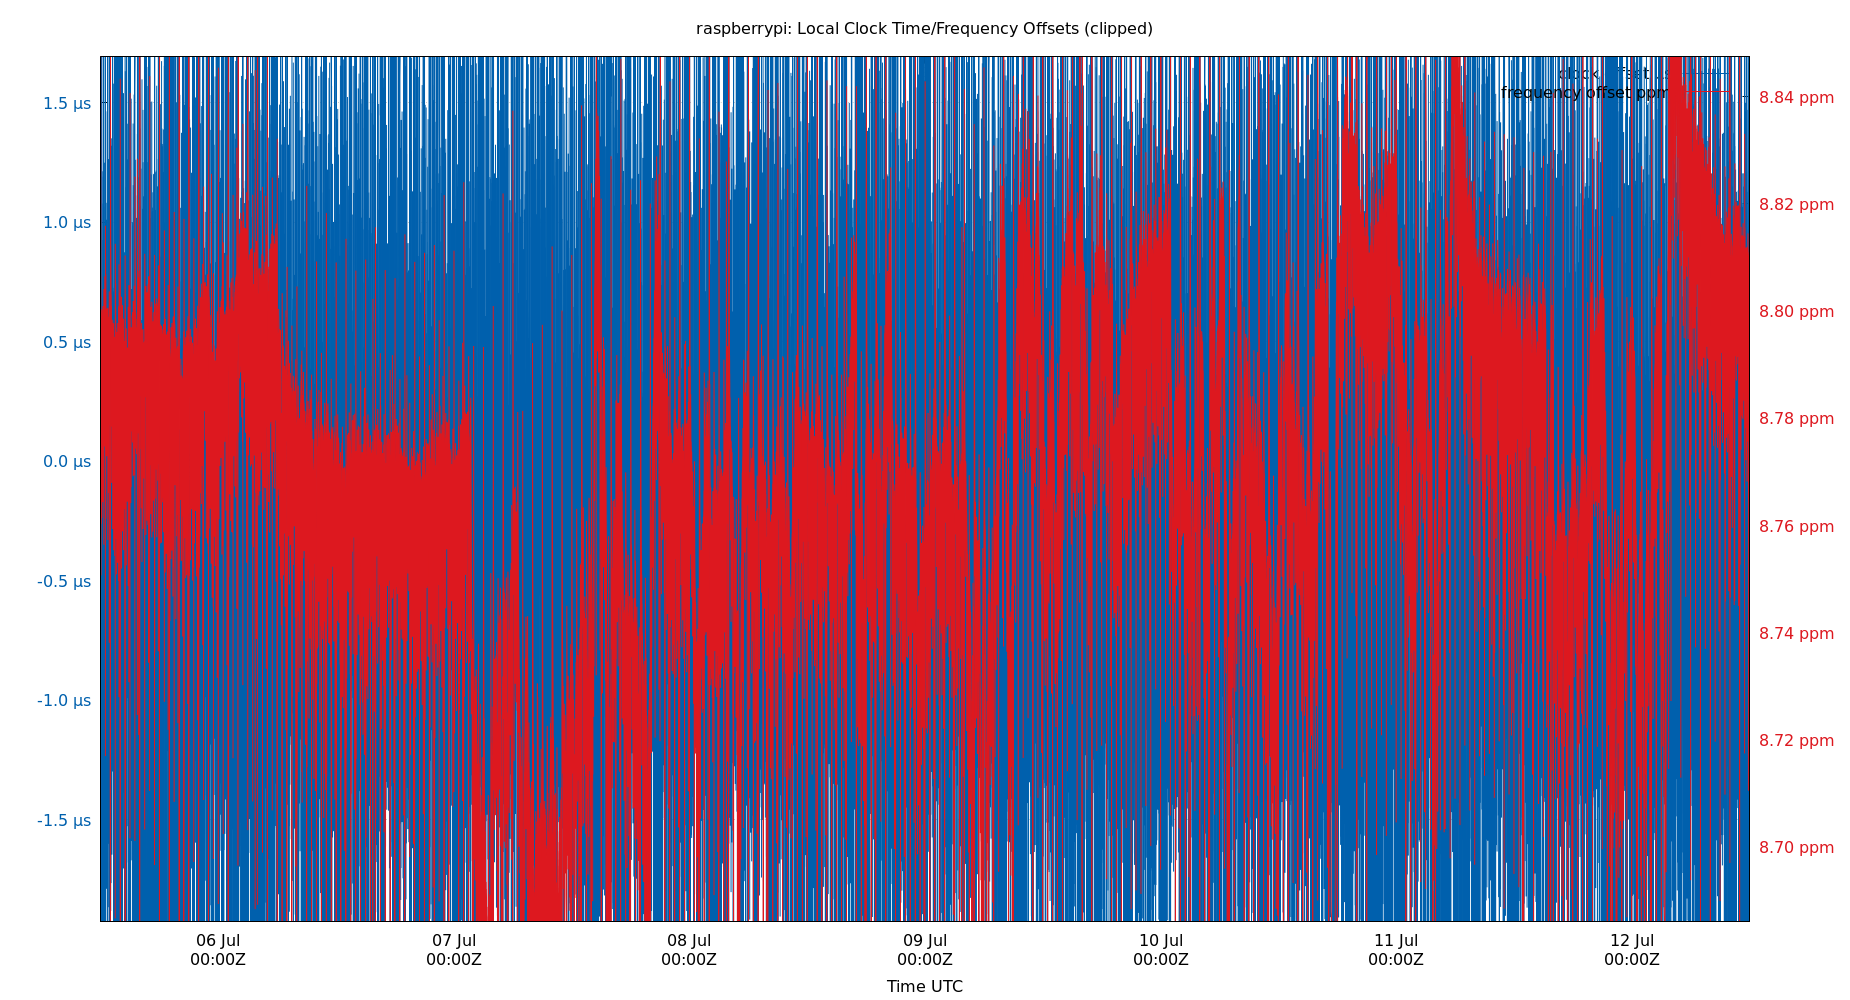 raspberrypi: Local Clock Time/Frequency Offsets (clipped)
clock offset
frequency offset ppm
1.5 µs
1.0 µs
0.5 µs
0.0 µs
-0.5 µs
-1.0 µs
-1.5 µs
8.84 ppm
8.82 ppm
8.80 ppm
8.78 ppm
8.76 ppm
8.74 ppm
8.72 ppm
8.70 ppm
06 Jul 07 Jul 08 Jul 09 Jul 10 Jul 11 Jul 12 Jul
00:00Z 00:00Z 00:00Z 00:00Z 00:00Z 00:00Z 00:00Z
Time UTC